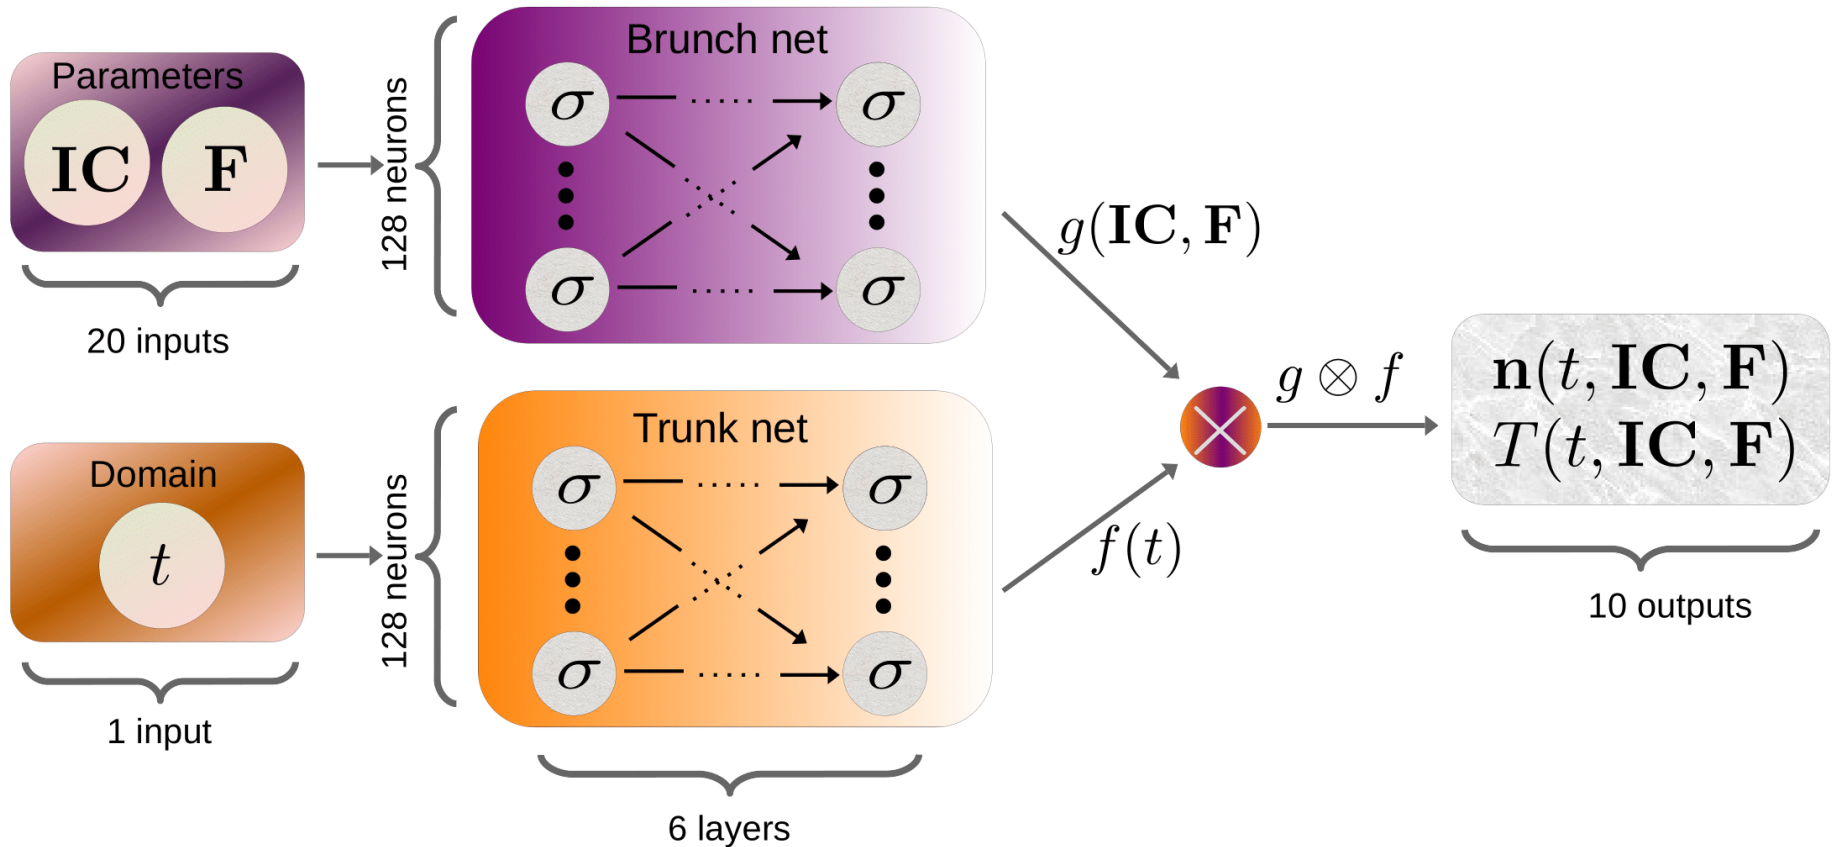 Parameters
IC F
20 inputs
128 neurons
Brunch net
σ σ
σ σ
g(IC, F)
Domain
t
1 input
128 neurons
Trunk net
σ σ
σ σ
6 layers
f(t)
g ⊗ f
n(t, IC, F)
T(t, IC, F)
10 outputs